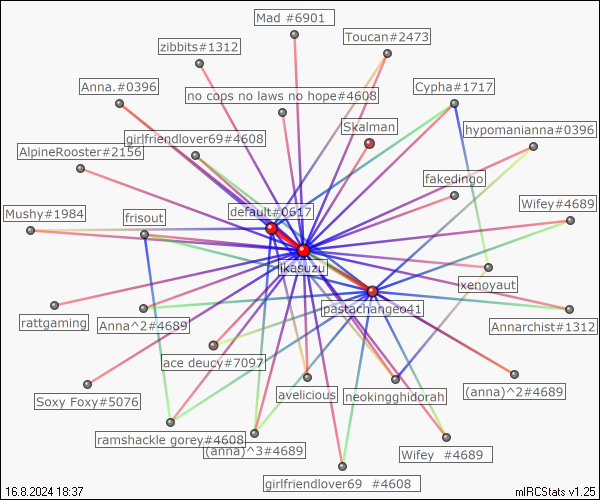 Mad #6901
Toucan#2473
zibbits#1312
Anna.#0396
Cypha#1717
no cops no laws no hope#4608
Skalman
hypomanianna#0396
girlfriendlover69#4608
AlpineRooster#2156
fakedingo
Wifey#4689
Mushy#1984
frisout
default#0617
ikasuzu
xenoyaut
pastachangeo41
rattgaming
Anna^2#4689
Annarchist#1312
ace deucy#7097
Soxy Foxy#5076
avelicious
neokingghidorah
(anna)^2#4689
ramshackle gorey#4608
(anna)^3#4689
Wifey #4689
girlfriendlover69 #4608
16.8.2024 18:37
mIRCStats v1.25